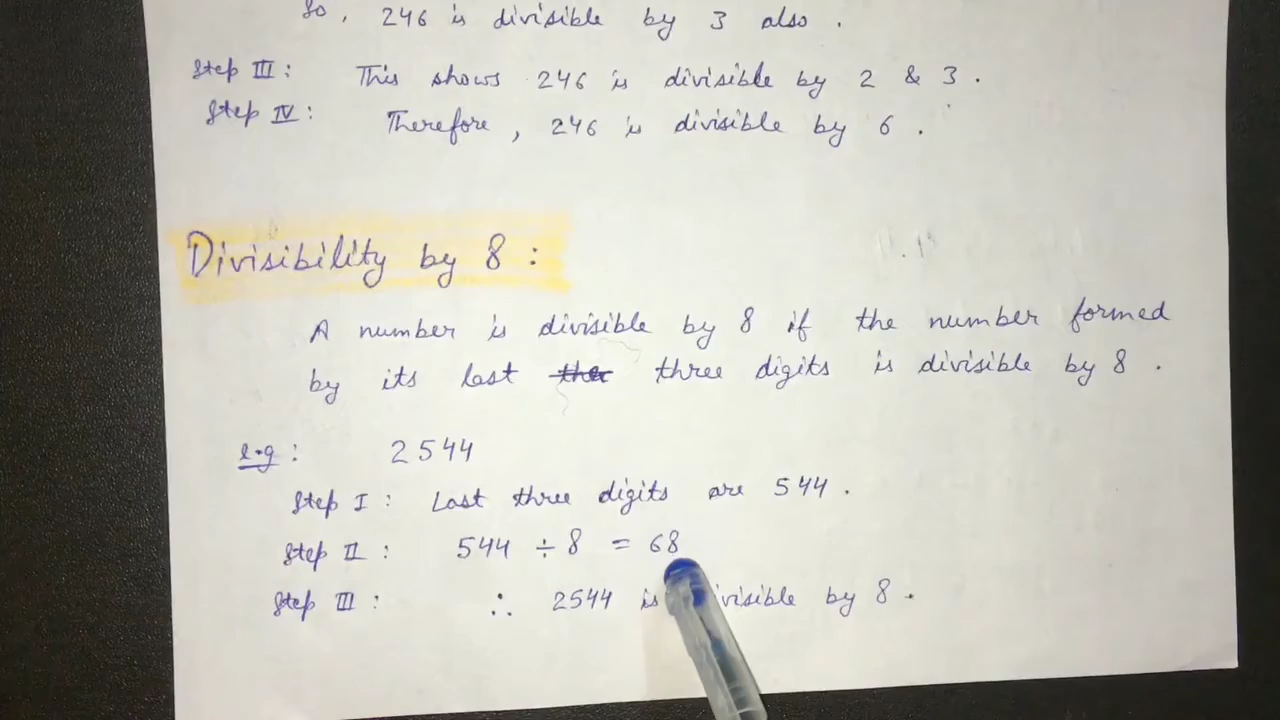 So, 246 is divisible by 3 also.
Step III: This shows 246 is divisible by 2 & 3.
Step IV: Therefore, 246 is divisible by 6.
Divisibility by 8:
A number is divisible by 8 if the number formed
by its last three digits is divisible by 8.
e.g: 2544
Step I: Last three digits are 544.
Step II: 544 ÷ 8 = 68
Step III: ∴ 2544 is divisible by 8.